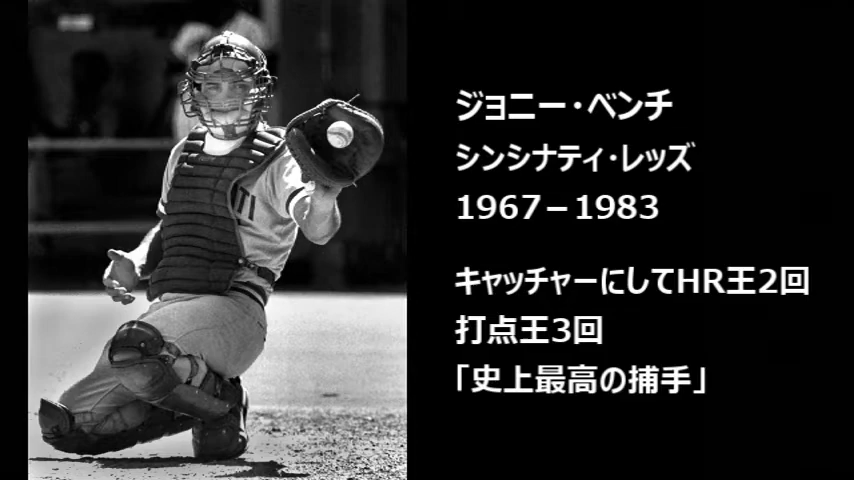 ジョニー・ベンチ
シンシナティ・レッズ
1967－1983
キャッチャーにしてHR王2回
打点王3回
「史上最高の捕手」
TI